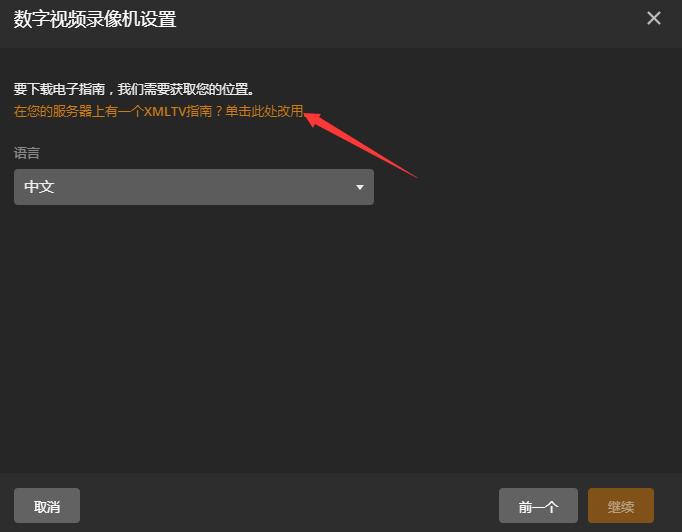 数字视频录像机设置
要下载电子指南，我们需要获取您的位置。
在您的服务器上有一个XMLTV指南？单击此处改用
语言
中文
取消
前一个
继续